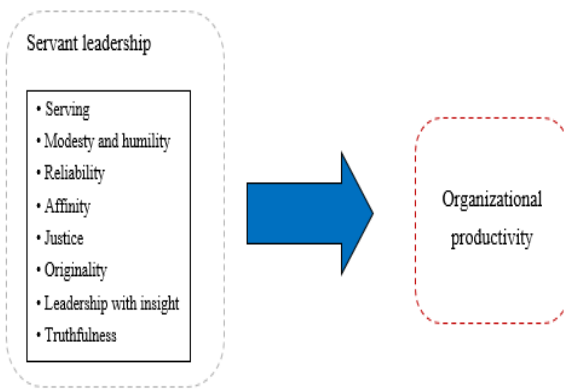 Servant leadership
• Serving
• Modesty and humility
• Reliability
• Affinity
• Justice
• Originality
• Leadership with insight
• Truthfulness
Organizational
productivity